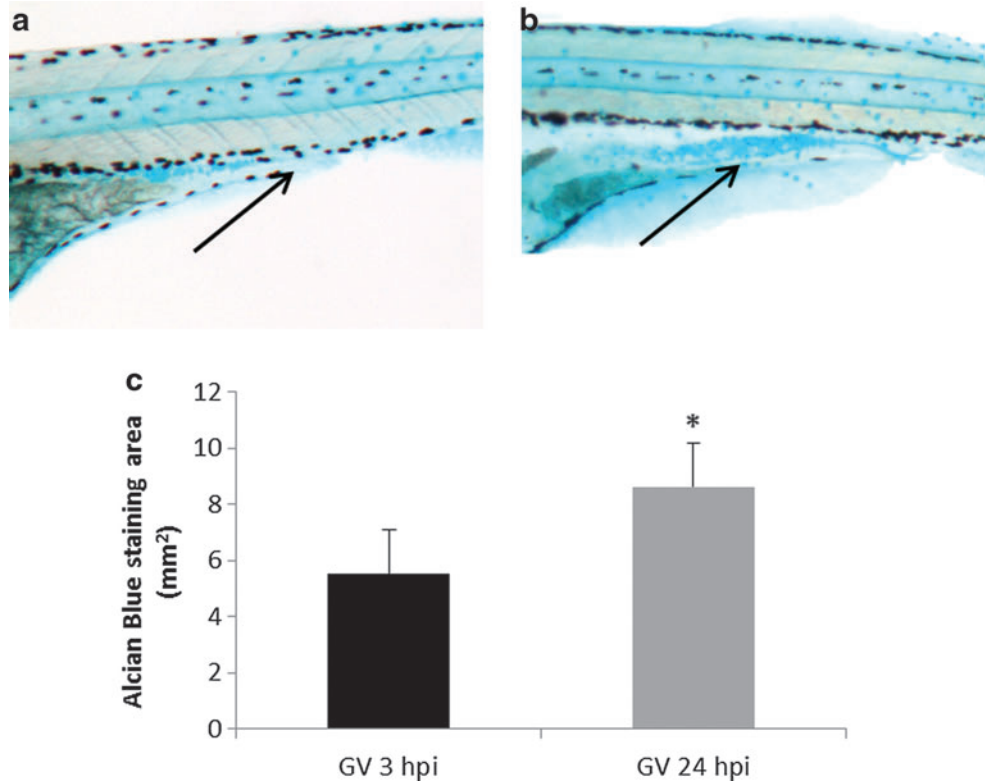 a
b
c
Alcian Blue staining area
(mm²)
12
10
8
6
4
2
0
*
GV 3 hpi
GV 24 hpi